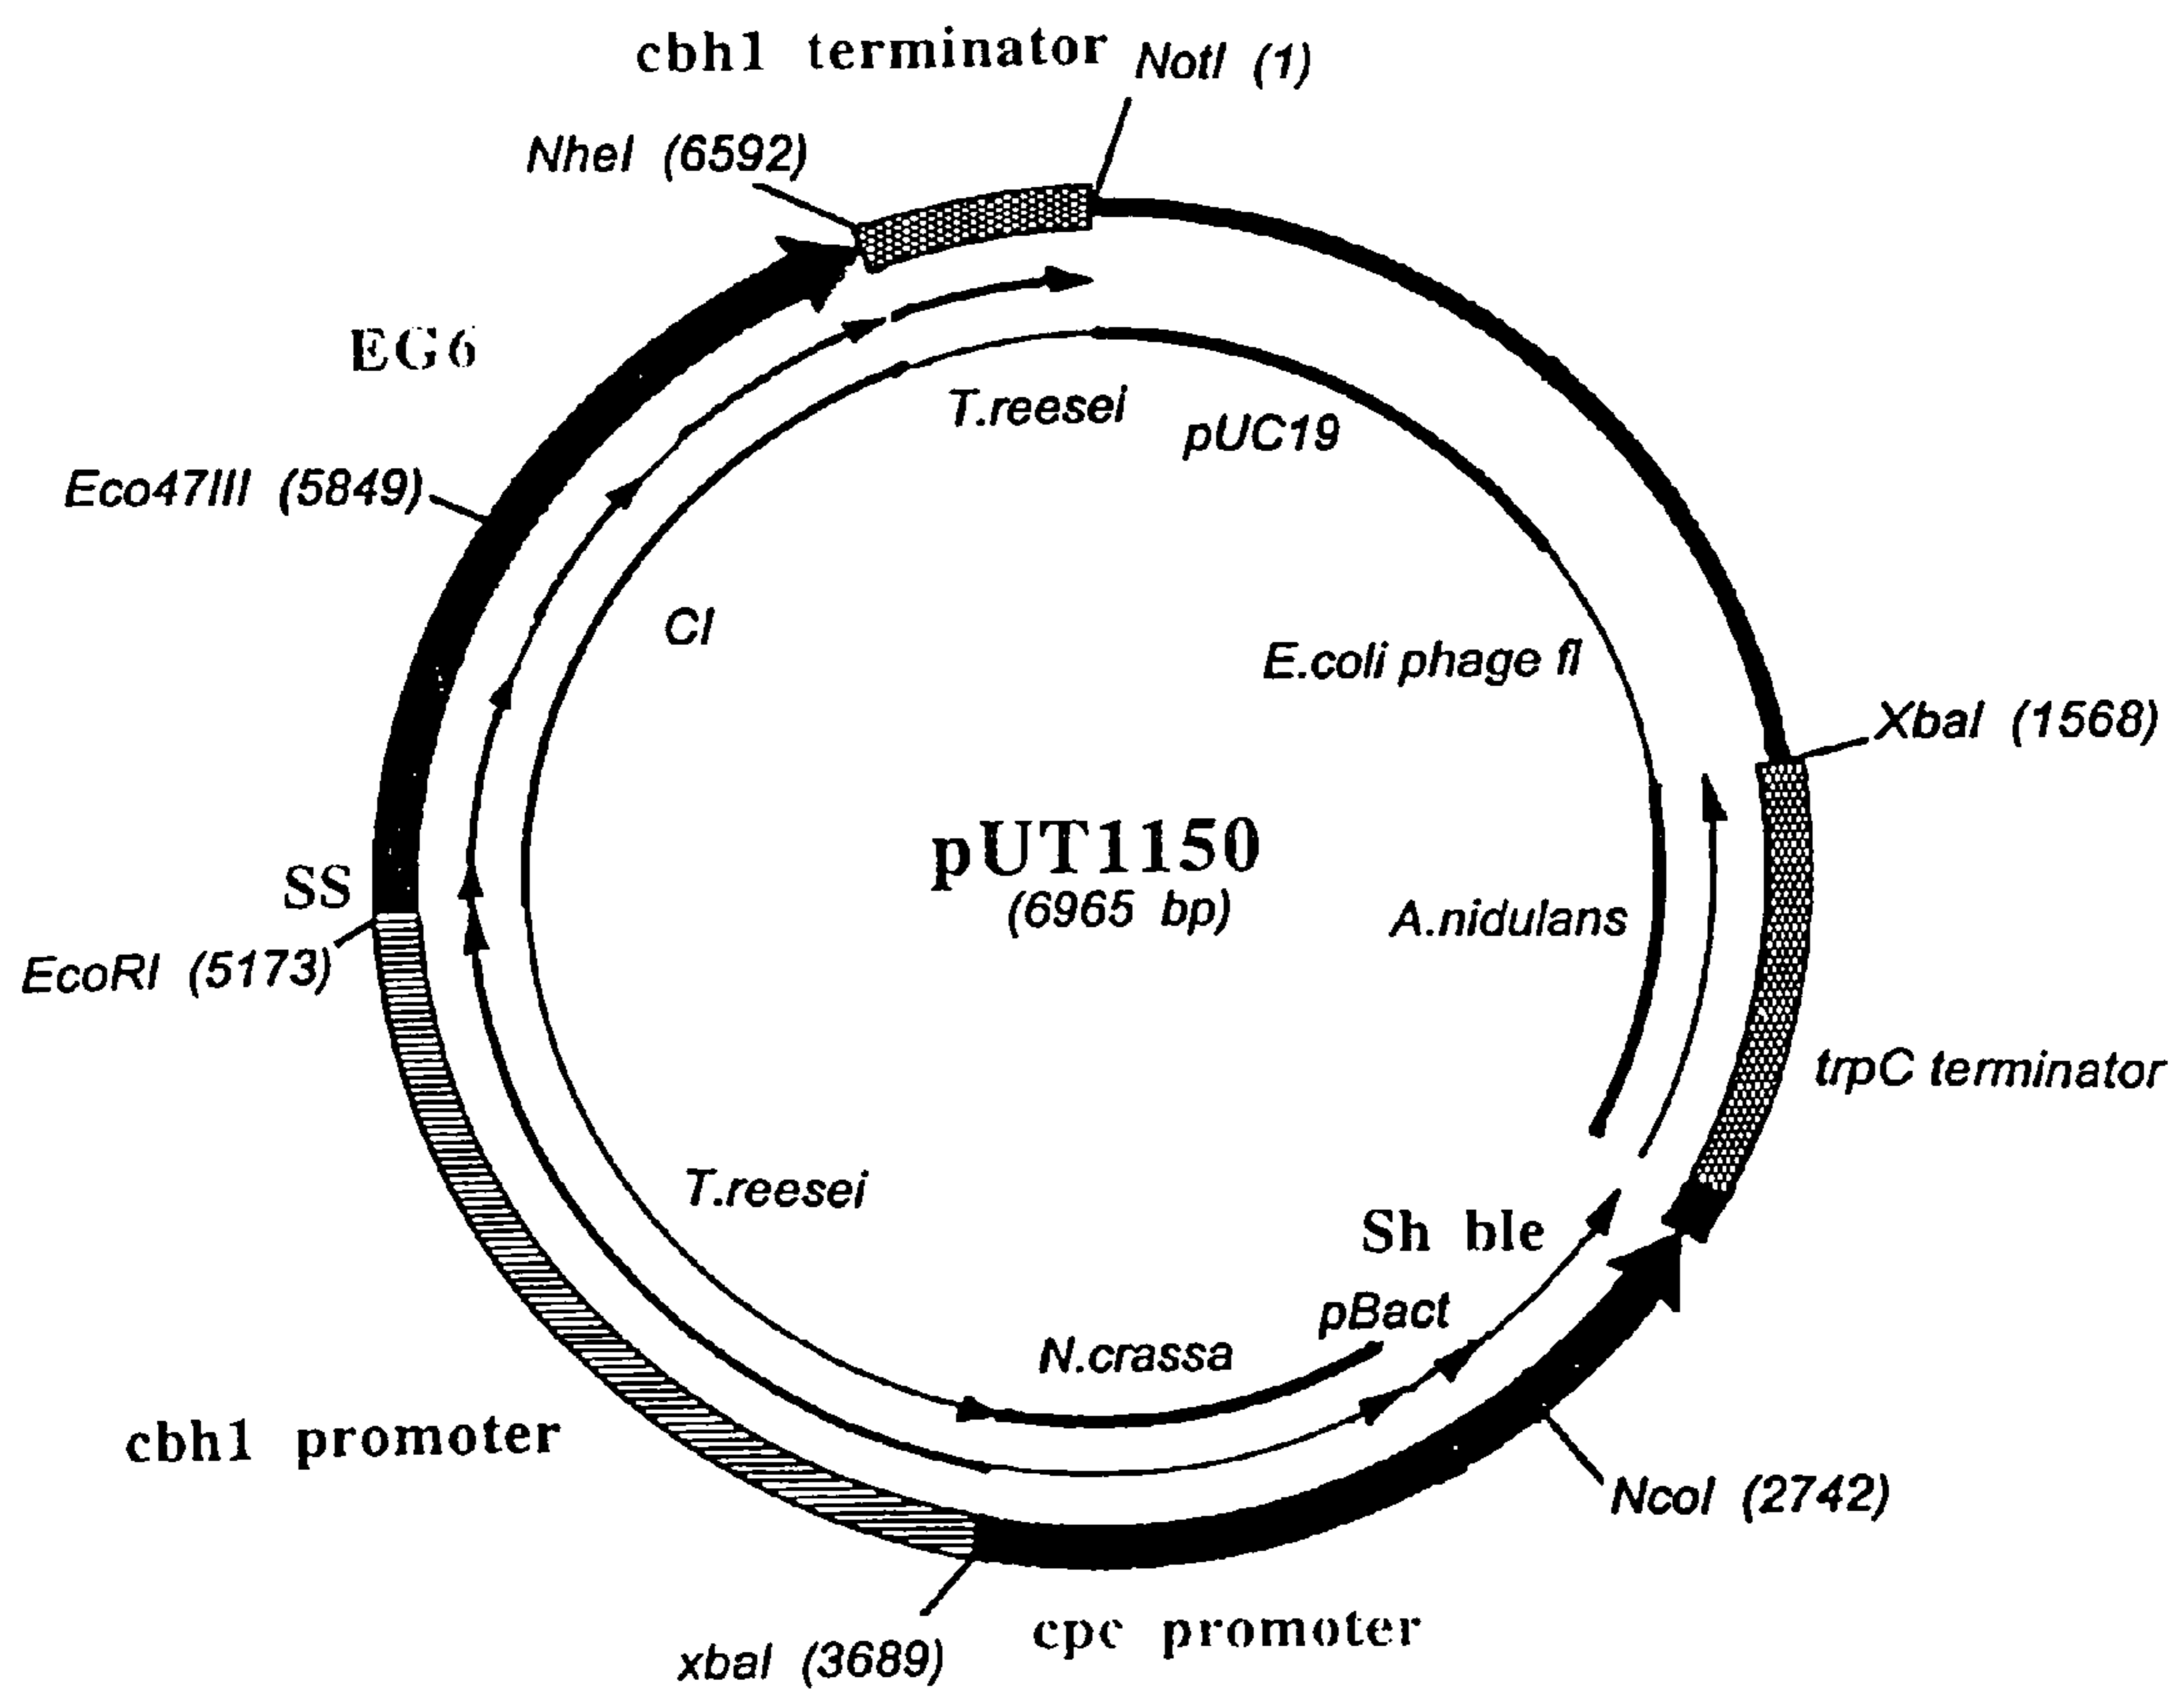 cbh1 terminator
NotI (1)
NheI (6592)
EG6
T.reesei
pUC19
Eco47III (5849)
CI
E.coli phage fI
XbaI (1568)
pUT1150
(6965 bp)
SS
A.nidulans
EcoRI (5173)
trpC terminator
T.reesei
Sh ble
pBact
N.crassa
cbh1 promoter
NcoI (2742)
cpc promoter
xbaI (3689)